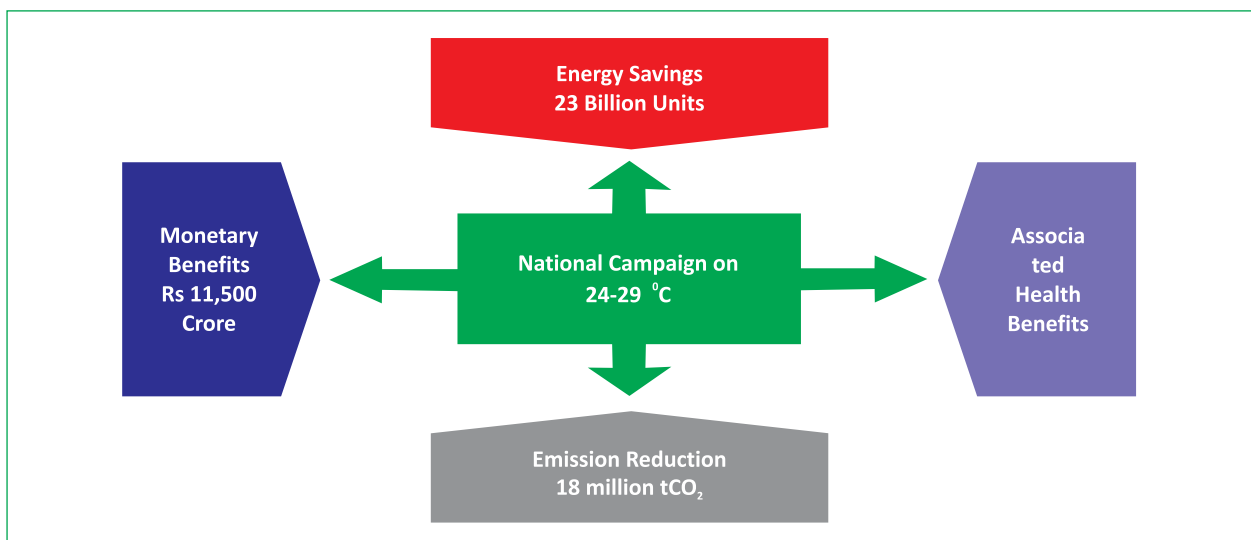 Energy Savings
23 Billion Units
Monetary
Benefits
Rs 11,500
Crore
National Campaign on
24-29 ⁰C
Associa
ted
Health
Benefits
Emission Reduction
18 million tCO₂